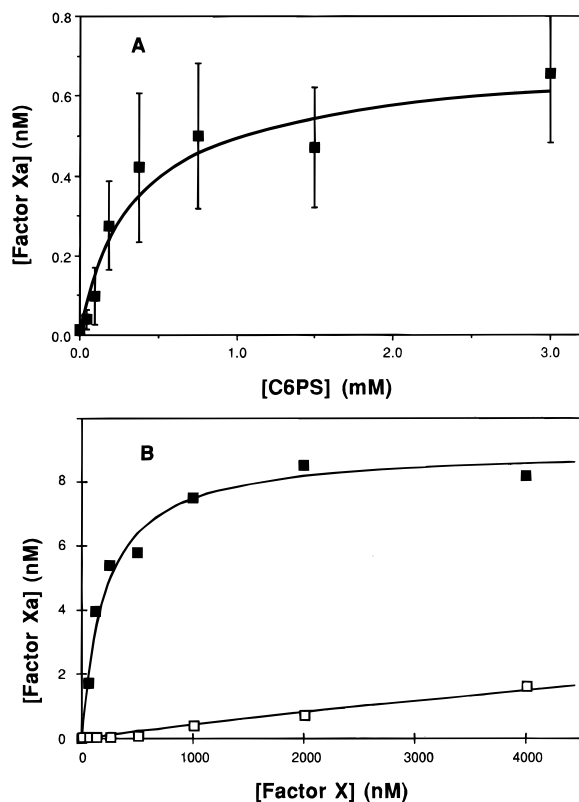 A
0.8
0.6
0.4
0.2
0.0
[Factor Xa] (nM)
0.0 1.0 2.0 3.0
[C6PS] (mM)
B
8
6
4
2
0
[Factor Xa] (nM)
0 1000 2000 3000 4000
[Factor X] (nM)